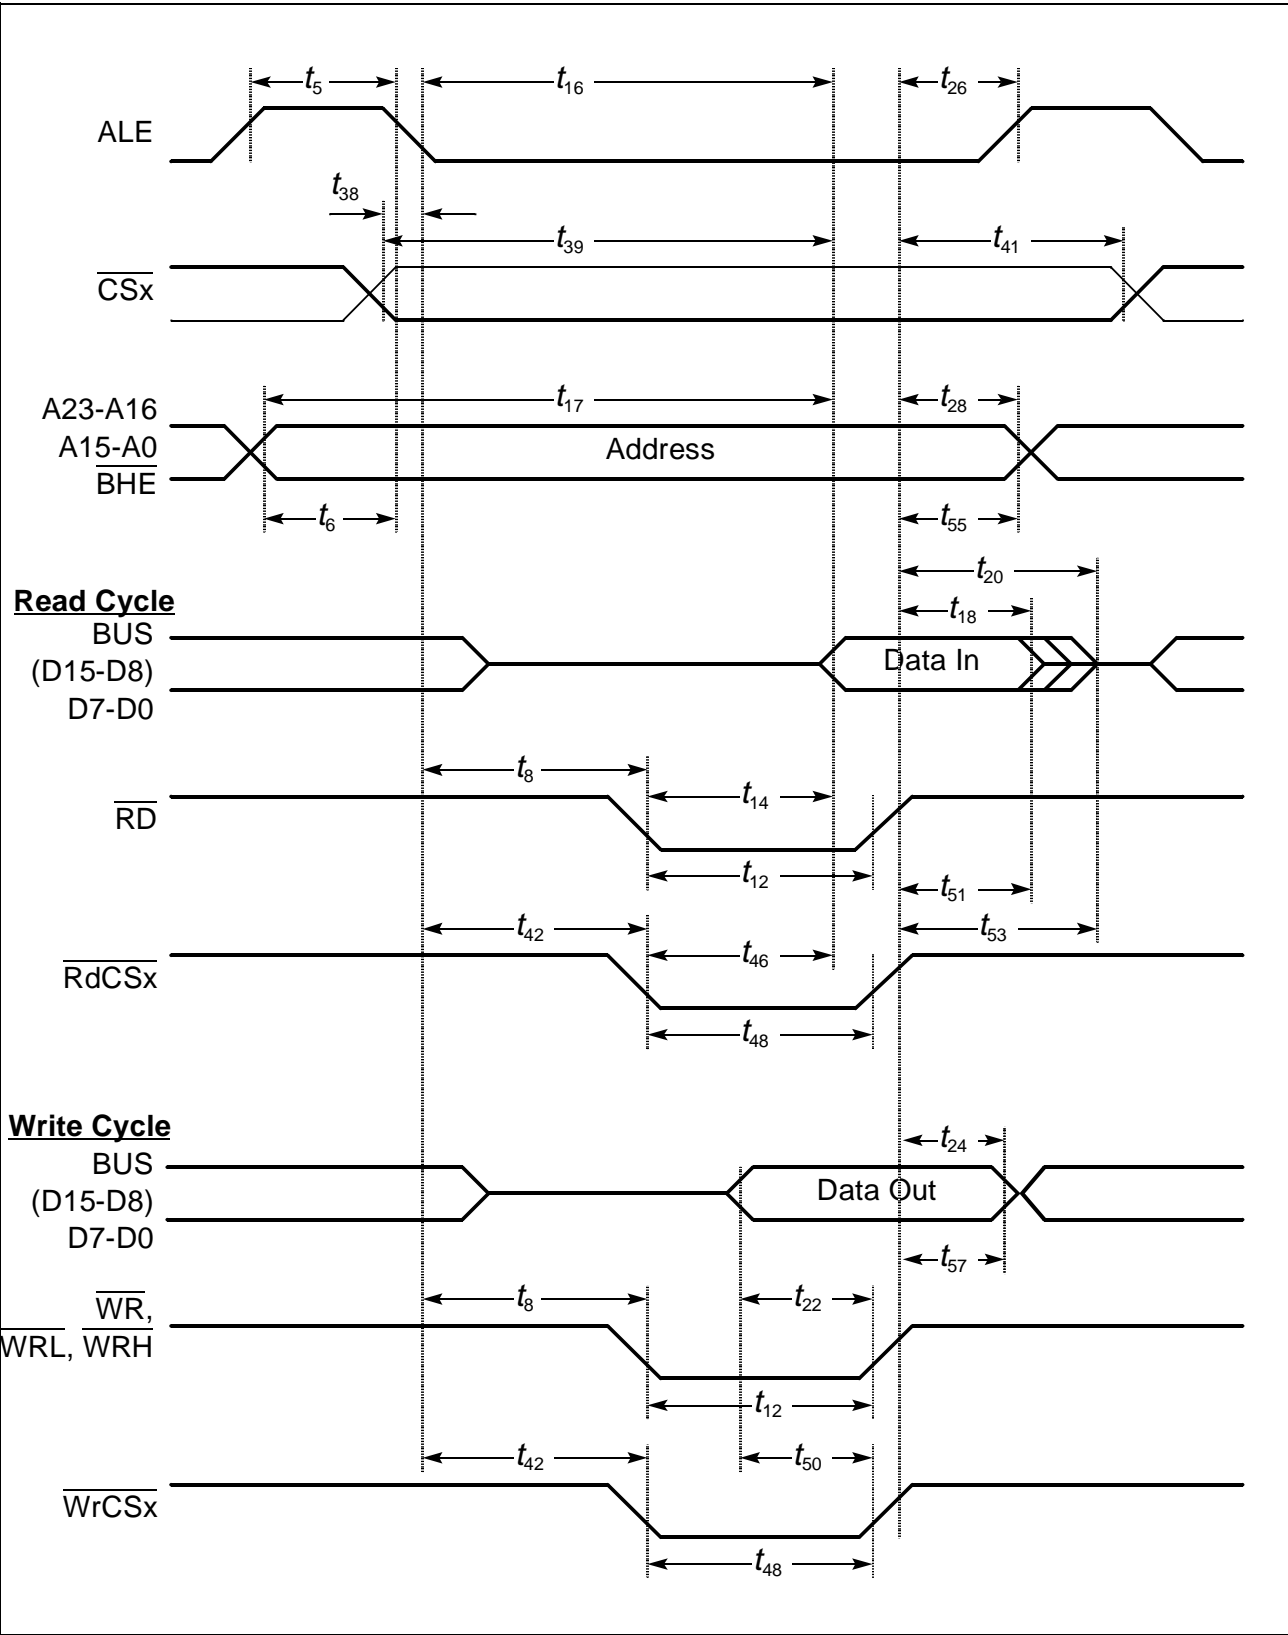 t5 t16 t26
ALE
t38
t39 t41
CSx
t17 t28
A23-A16
A15-A0 Address
BHE
t6 t55
t20
Read Cycle
t18
BUS
(D15-D8) Data In
D7-D0
t8
t14
RD
t12 t51
t42 t53
t46
RdCSx
t48
Write Cycle
t24
BUS
(D15-D8) Data Out
D7-D0
t57
t8 t22
WR,
WRL, WRH
t12
t42 t50
WrCSx
t48